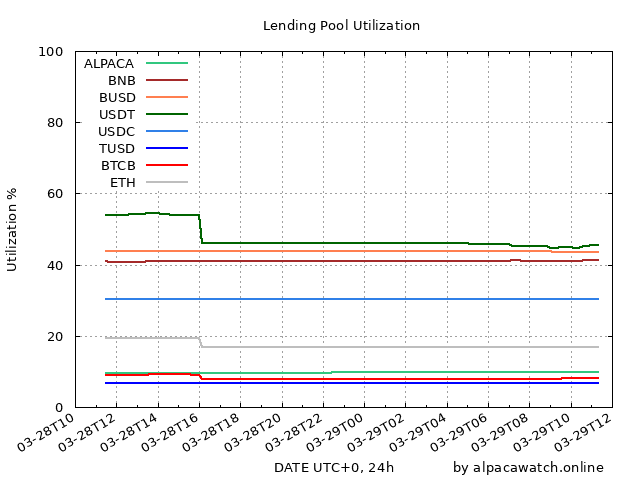 Lending Pool Utilization
Utilization %
100
80
60
40
20
0
ALPACA
BNB
BUSD
USDT
USDC
TUSD
BTCB
ETH
03-28T10
03-28T12
03-28T14
03-28T16
03-28T18
03-28T20
03-28T22
03-29T00
03-29T02
03-29T04
03-29T06
03-29T08
03-29T10
03-29T12
DATE UTC+0, 24h
by alpacawatch.online